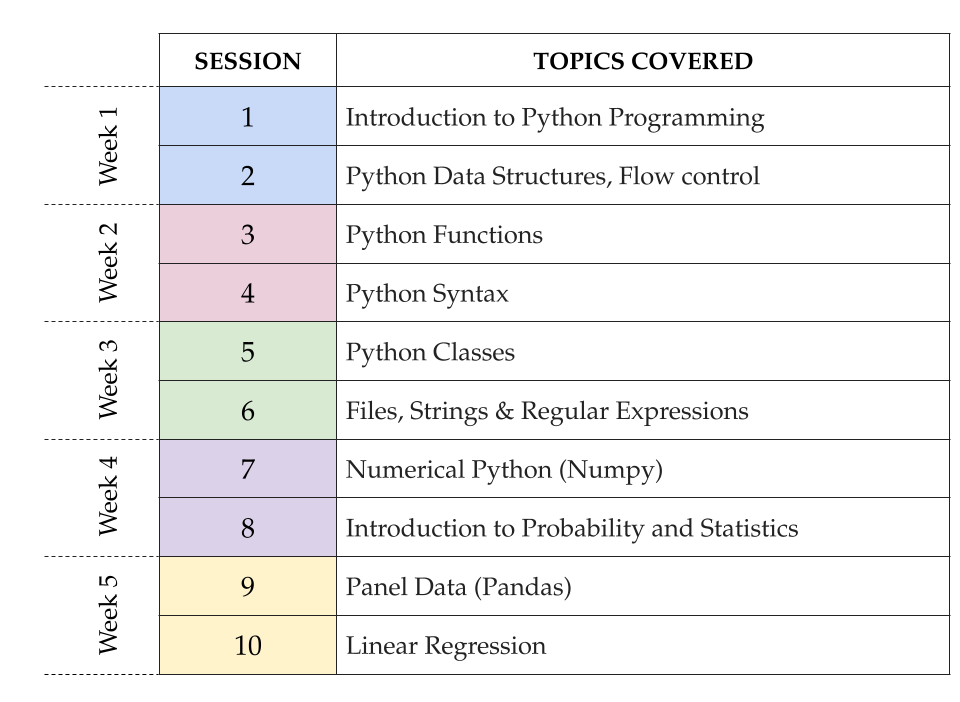 SESSION TOPICS COVERED
Week 1
1 Introduction to Python Programming
2 Python Data Structures, Flow control
Week 2
3 Python Functions
4 Python Syntax
Week 3
5 Python Classes
6 Files, Strings & Regular Expressions
Week 4
7 Numerical Python (Numpy)
8 Introduction to Probability and Statistics
Week 5
9 Panel Data (Pandas)
10 Linear Regression